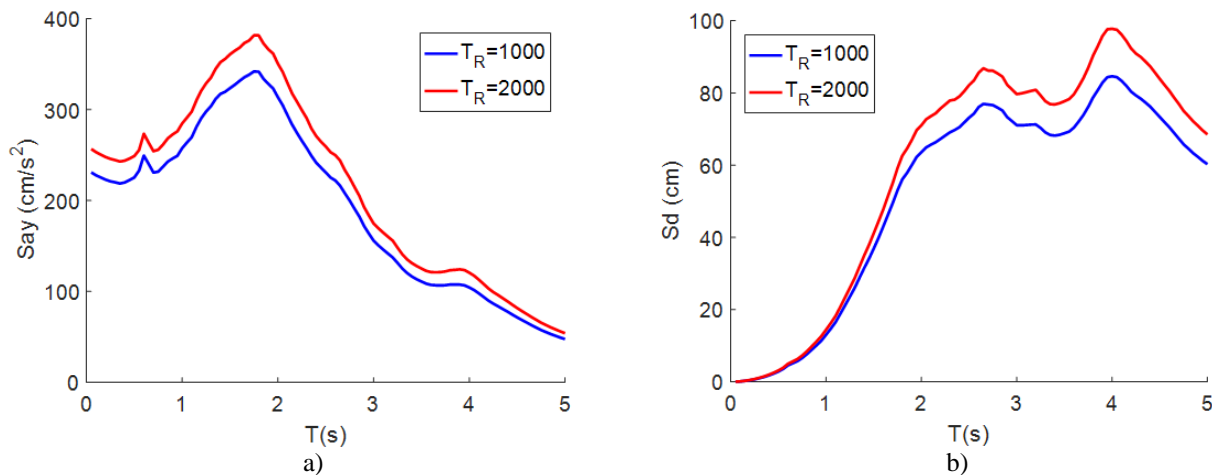 400
300
200
100
0
Say (cm/s²)
T_R=1000
T_R=2000
0 1 2 3 4 5
T(s)
a)
100
80
60
40
20
0
Sd (cm)
T_R=1000
T_R=2000
0 1 2 3 4 5
T(s)
b)